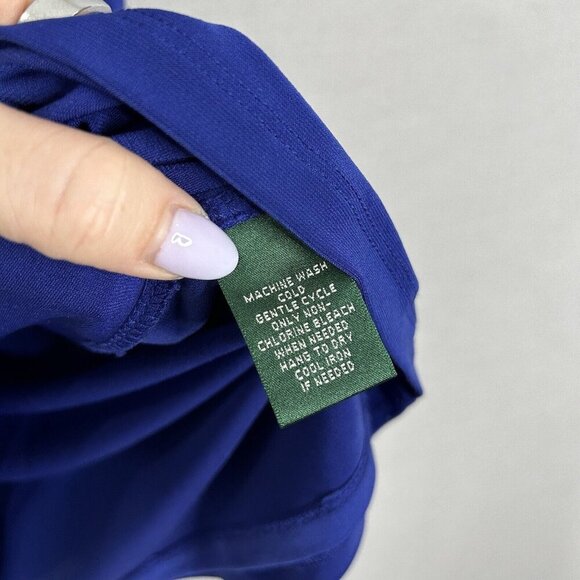 MACHINE WASH
COLD
GENTLE CYCLE
ONLY NON-
CHLORINE BLEACH
WHEN NEEDED
HANG TO DRY
COOL IRON
IF NEEDED